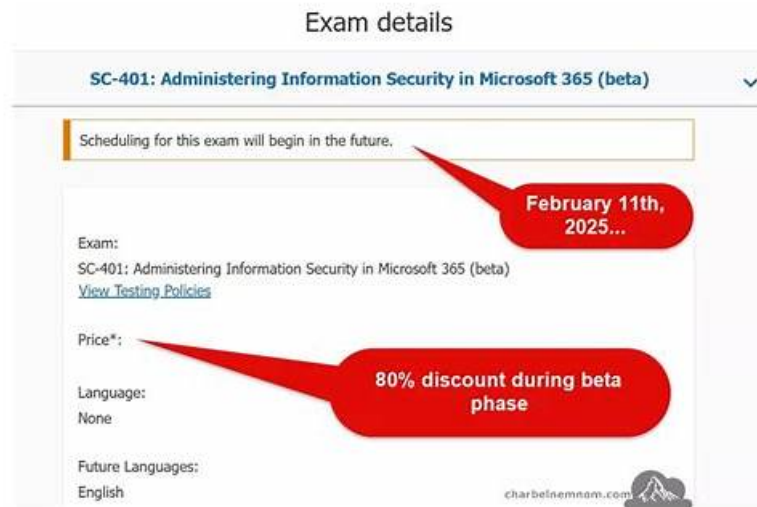 Exam details
SC-401: Administering Information Security in Microsoft 365 (beta)
Scheduling for this exam will begin in the future.
February 11th,
2025...
Exam:
SC-401: Administering Information Security in Microsoft 365 (beta)
View Testing Policies
Price*:
80% discount during beta
phase
Language:
None
Future Languages:
English
charbelnemnom.com